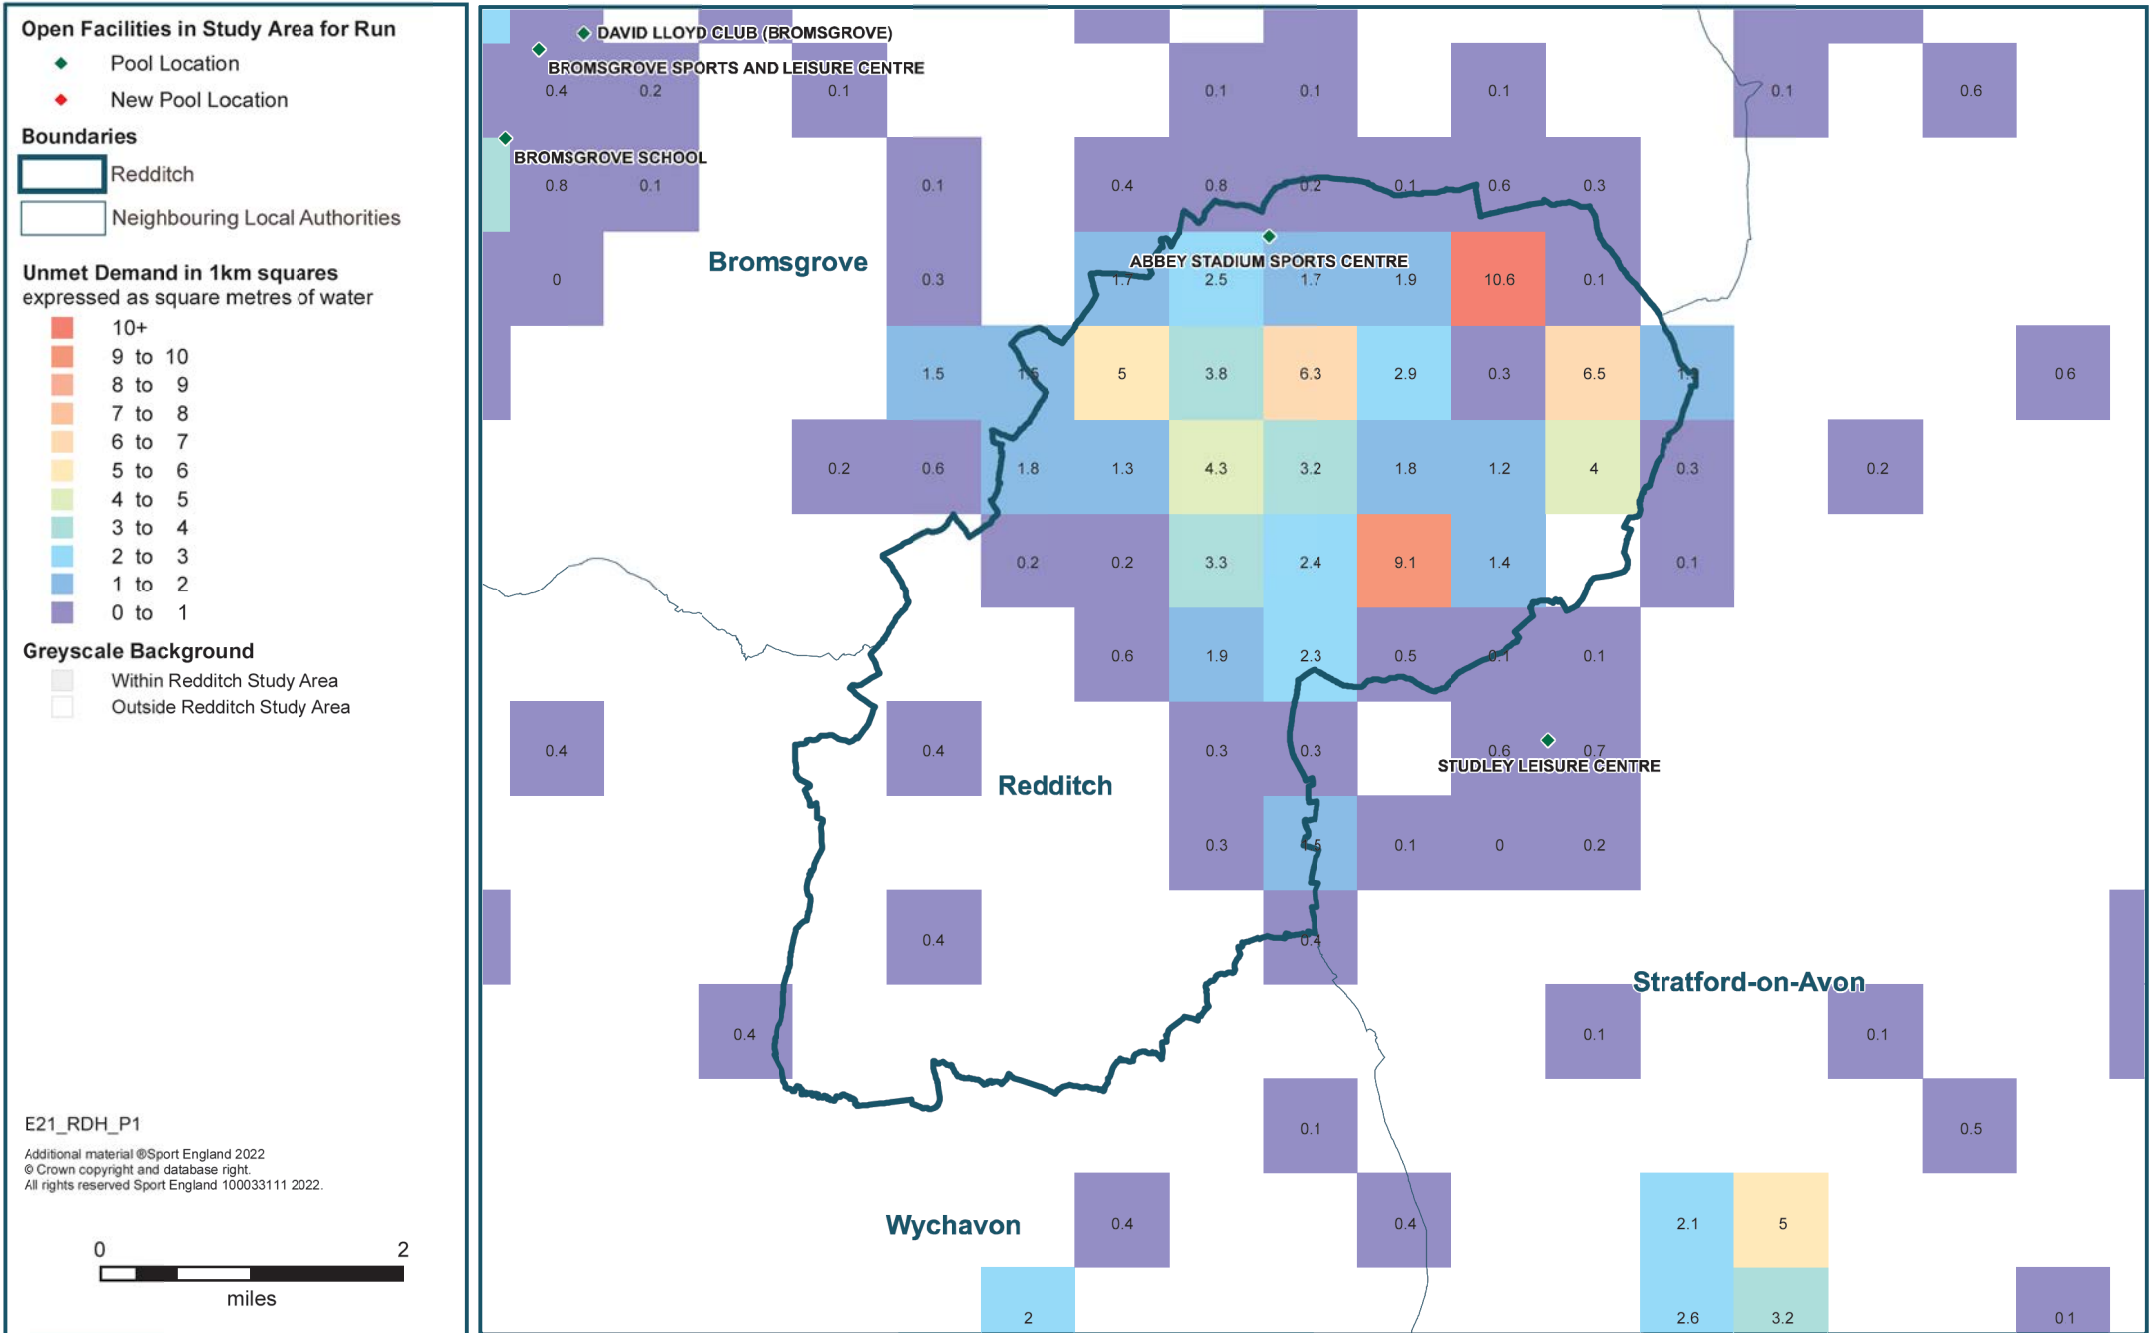 Open Facilities in Study Area for Run
Pool Location
New Pool Location
Boundaries
Redditch
Neighbouring Local Authorities
Unmet Demand in 1km squares
expressed as square metres of water
10+
9 to 10
8 to 9
7 to 8
6 to 7
5 to 6
4 to 5
3 to 4
2 to 3
1 to 2
0 to 1
Greyscale Background
Within Redditch Study Area
Outside Redditch Study Area
E21_RDH_P1
Additional material ®Sport England 2022
© Crown copyright and database right.
All rights reserved Sport England 100033111 2022.
0 2
miles
DAVID LLOYD CLUB (BROMSGROVE)
BROMSGROVE SPORTS AND LEISURE CENTRE
0.4 0.2 0.1 0.1 0.1 0.1 0.1 0.6
BROMSGROVE SCHOOL
0.8 0.1 0.1 0.4 0.8 0.2 0.1 0.6 0.3
Bromsgrove
ABBEY STADIUM SPORTS CENTRE
0 0.3 1.7 2.5 1.7 1.9 10.6 0.1
1.5 1.5 5 3.8 6.3 2.9 0.3 6.5 0 6
0.2 0.6 1.8 1.3 4.3 3.2 1.8 1.2 4 0.3 0.2
0.2 0.2 3.3 2.4 9.1 1.4 0.1
0.6 1.9 2.3 0.5 0.1 0.1
0.4 0.4 0.3 0.3 0.6 0.7
STUDLEY LEISURE CENTRE
Redditch
0.3 1.5 0.1 0 0.2
0.4 0.4
Stratford-on-Avon
0.4 0.1 0.1
0.1 0.5
Wychavon
0.4 0.4 2.1 5
2 2.6 3.2 0 1